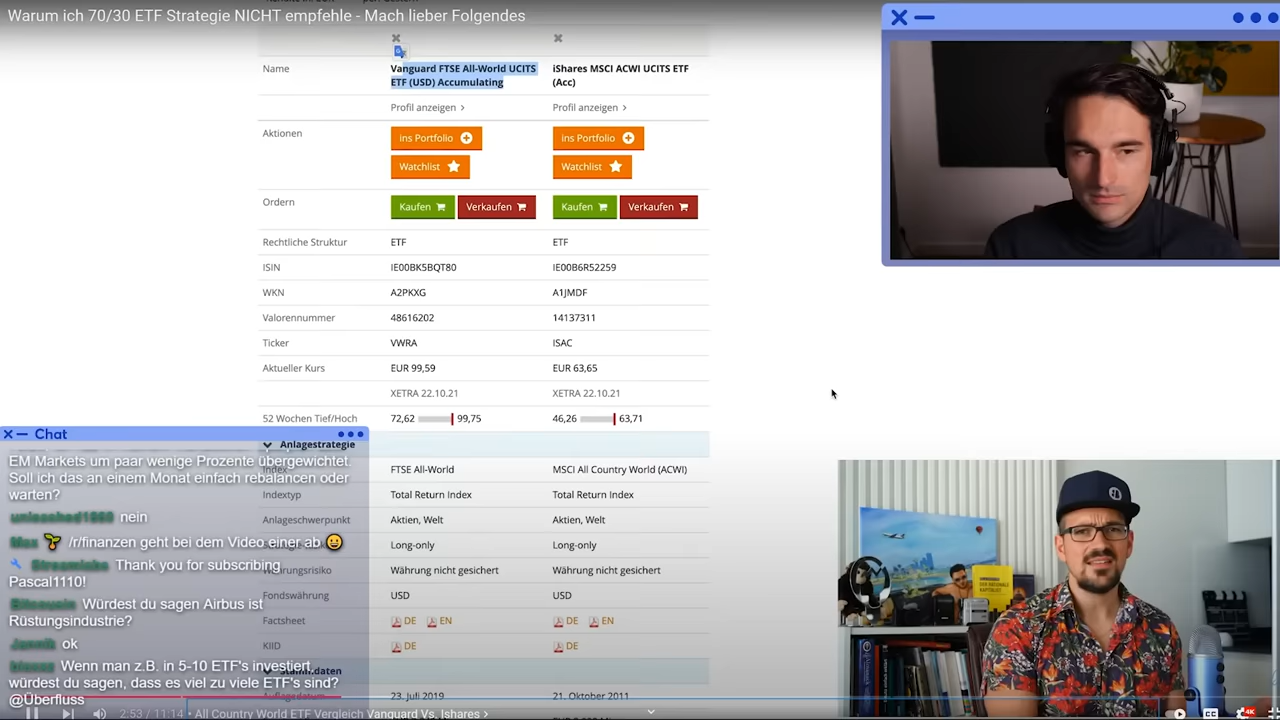 Warum ich 70/30 ETF Strategie NICHT empfehle - Mach lieber Folgendes
Name
Vanguard FTSE All-World UCITS
ETF (USD) Accumulating
iShares MSCI ACWI UCITS ETF
(Acc)
Profil anzeigen >
Profil anzeigen >
Aktionen
ins Portfolio
ins Portfolio
Watchlist
Watchlist
Ordern
Kaufen
Verkaufen
Kaufen
Verkaufen
Rechtliche Struktur ETF ETF
ISIN IE00BK5BQT80 IE00B6R52259
WKN A2PKXG A1JMDF
Valorennummer 48616202 14137311
Ticker VWRA ISAC
Aktueller Kurs EUR 99,59 EUR 63,65
XETRA 22.10.21 XETRA 22.10.21
52 Wochen Tief/Hoch 72,62 99,75 46,26 63,71
Anlagestrategie
FTSE All-World MSCI All Country World (ACWI)
Indextyp Total Return Index Total Return Index
Anlageschwerpunkt Aktien, Welt Aktien, Welt
Long-only Long-only
Währung nicht gesichert Währung nicht gesichert
Fondswährung USD USD
Factsheet DE EN DE EN
KIID DE DE
23. Juli 2019 21. Oktober 2011
Chat
EM Markets um paar wenige Prozente übergewichtet.
Soll ich das an einem Monat einfach rebalancen oder
warten?
nein
Max /r/finanzen geht bei dem Video einer ab
Thank you for subscribing
Pascal1110!
Würdest du sagen Airbus ist
Rüstungsindustrie?
Jannik ok
Wenn man z.B. in 5-10 ETF's investiert,
würdest du sagen, dass es viel zu viele ETF's sind?
@Überfluss
2:53 / 11:14 • All Country World ETF Vergleich Vanguard Vs. Ishares >
CC
4K